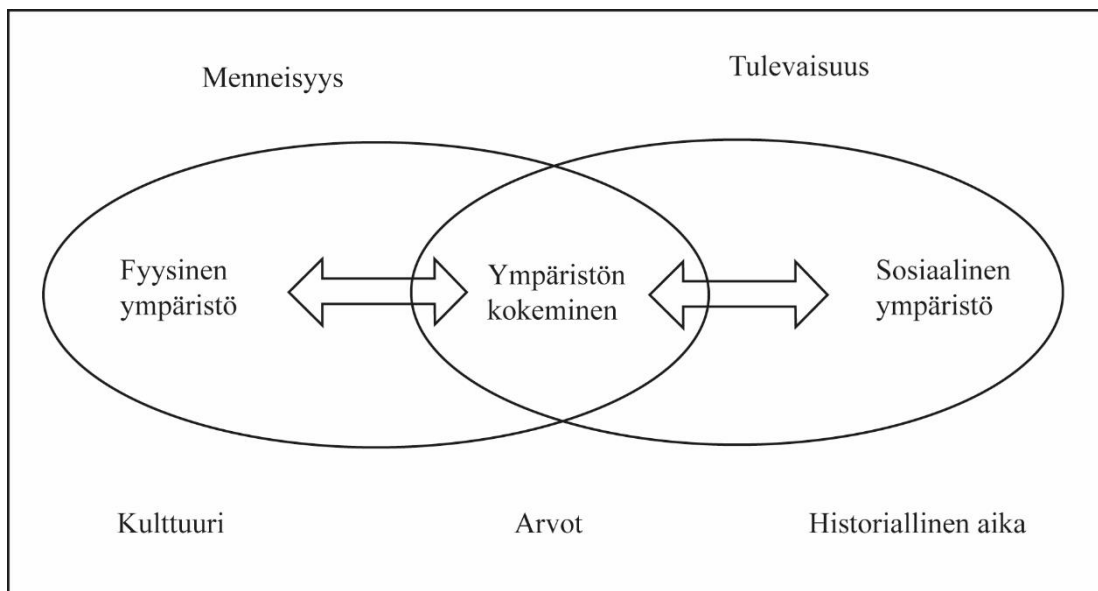 Menneisyys
Tulevaisuus
Fyysinen
ympäristö
Ympäristön
kokeminen
Sosiaalinen
ympäristö
Kulttuuri
Arvot
Historiallinen aika